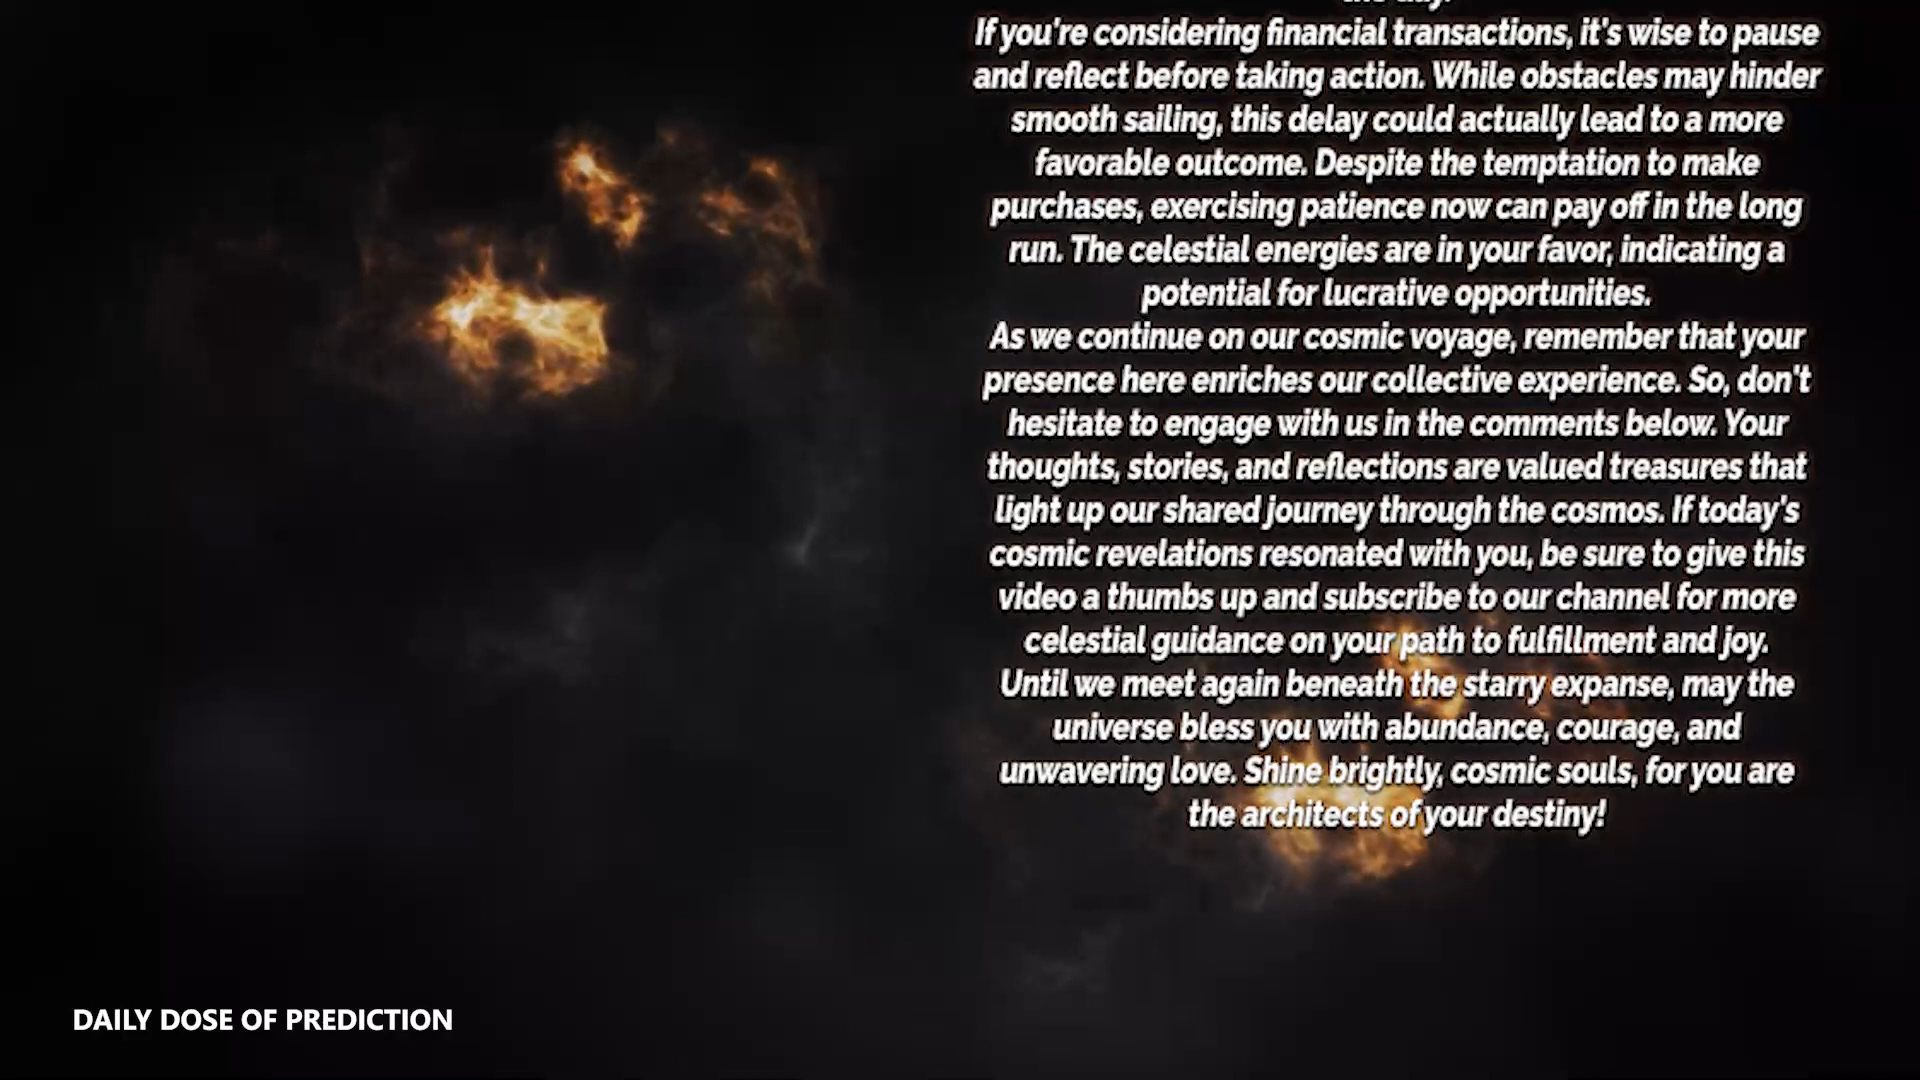 the day.
If you're considering financial transactions, it's wise to pause
and reflect before taking action. While obstacles may hinder
smooth sailing, this delay could actually lead to a more
favorable outcome. Despite the temptation to make
purchases, exercising patience now can pay off in the long
run. The celestial energies are in your favor, indicating a
potential for lucrative opportunities.
As we continue on our cosmic voyage, remember that your
presence here enriches our collective experience. So, don't
hesitate to engage with us in the comments below. Your
thoughts, stories, and reflections are valued treasures that
light up our shared journey through the cosmos. If today's
cosmic revelations resonated with you, be sure to give this
video a thumbs up and subscribe to our channel for more
celestial guidance on your path to fulfillment and joy.
Until we meet again beneath the starry expanse, may the
universe bless you with abundance, courage, and
unwavering love. Shine brightly, cosmic souls, for you are
the architects of your destiny!
DAILY DOSE OF PREDICTION